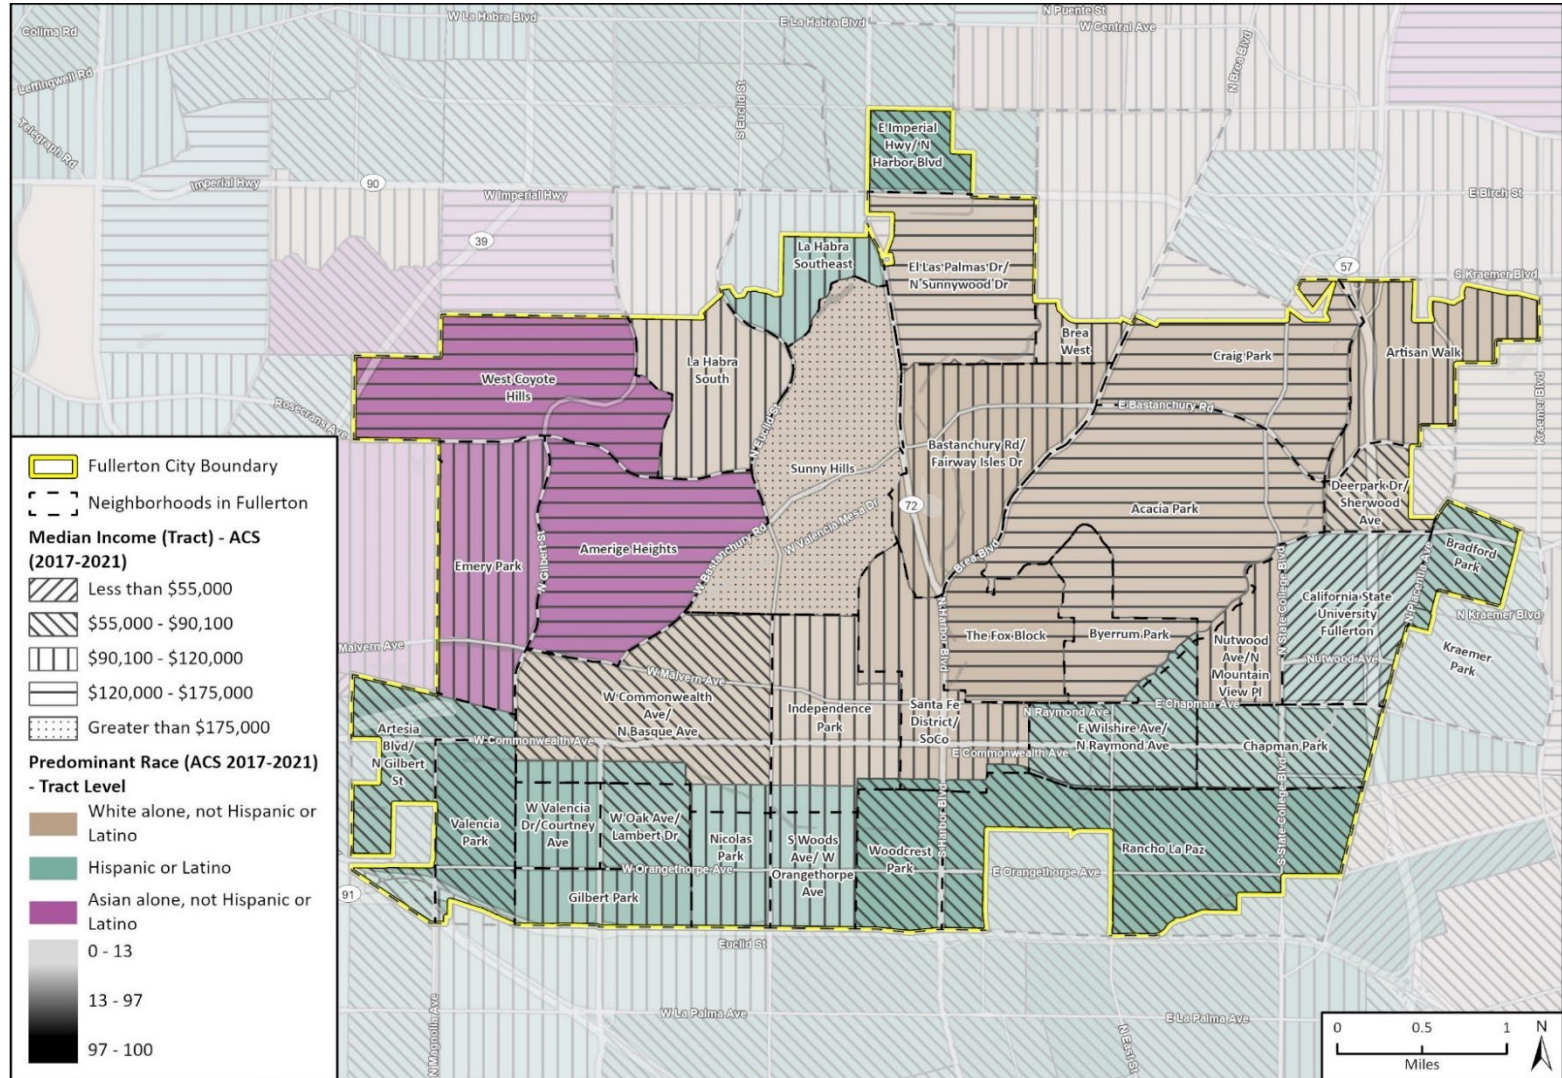 Colima Rd
W La Habra Blvd
E La Habra Blvd
N Puente St
W Central Ave
Leffingwell Rd
N Brea Blvd
S Euclid St
Telegraph Rd
E Imperial
Hwy/ N
Harbor Blvd
Imperial Hwy
90
W Imperial Hwy
E Birch St
39
La Habra
Southeast
El Las Palmas Dr/
N Sunnywood Dr
57
S Kraemer Blvd
Brea
West
Craig Park
Artisan Walk
La Habra
South
West Coyote
Hills
Rosecrans Ave
E Bastanchury Rd
Kraemer Blvd
N Euclid St
Bastanchury Rd/
Fairway Isles Dr
Sunny Hills
Deerpark Dr/
Sherwood
Ave
72
Acacia Park
W Valencia Mesa Dr
Amerige Heights
Emery Park
N Gilbert St
W Bastanchury Rd
Brea Blvd
Bradford
Park
N Placentia Ave
California State
University
Fullerton
N State College Blvd
N Kraemer Blvd
N Harbor Blvd
The Fox Block
Byerrum Park
Nutwood
Ave/N
Mountain
View Pl
Nutwood Ave
Kraemer
Park
Malvern Ave
W Malvern Ave
W Commonwealth
Ave/
N Basque Ave
Independence
Park
Santa Fe
District/
SoCo
N Raymond Ave
E Chapman Ave
E Wilshire Ave/
N Raymond Ave
Chapman Park
Artesia
Blvd/
N Gilbert
St
W Commonwealth Ave
E Commonwealth Ave
S State College Blvd
Valencia
Park
W Valencia
Dr/Courtney
Ave
W Oak Ave/
Lambert Dr
Nicolas
Park
S Woods
Ave/ W
Orangethorpe
Ave
Woodcrest
Park
S Harbor Blvd
Rancho La Paz
W Orangethorpe Ave
E Orangethorpe Ave
91
Gilbert Park
Euclid St
N Magnolia Ave
W La Palma Ave
E La Palma Ave
N East St
Fullerton City Boundary
Neighborhoods in Fullerton
Median Income (Tract) - ACS
(2017-2021)
Less than $55,000
$55,000 - $90,100
$90,100 - $120,000
$120,000 - $175,000
Greater than $175,000
Predominant Race (ACS 2017-2021)
- Tract Level
White alone, not Hispanic or
Latino
Hispanic or Latino
Asian alone, not Hispanic or
Latino
0 - 13
13 - 97
97 - 100
0 0.5 1
Miles
N